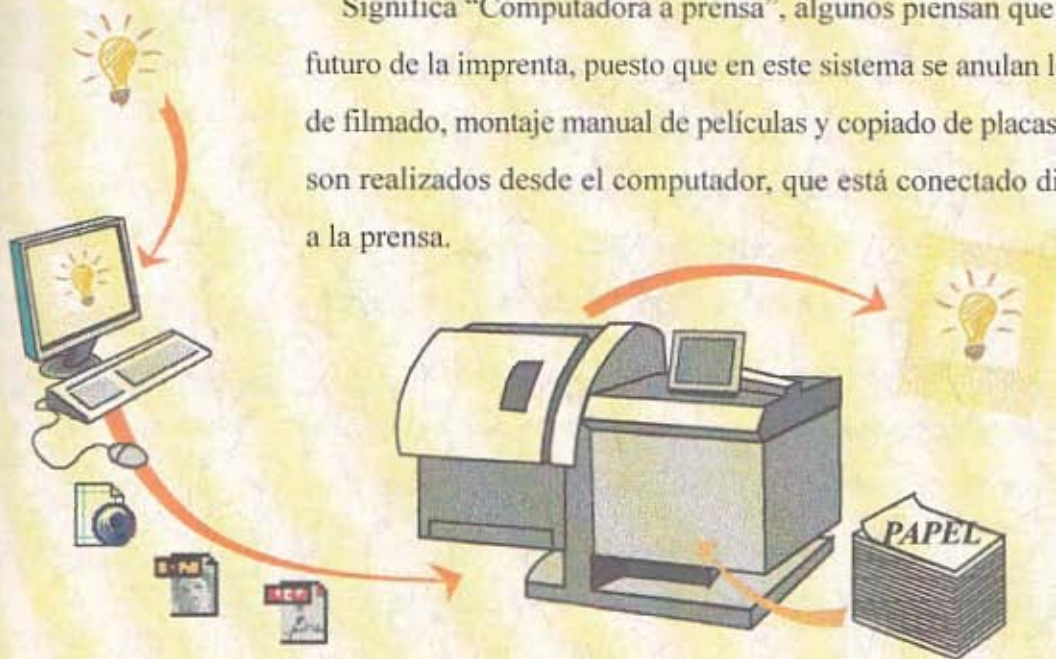 Significa “Computadora a prensa”, algunos piensan que
futuro de la imprenta, puesto que en este sistema se anulan l
de filmado, montaje manual de películas y copiado de placas
son realizados desde el computador, que está conectado di
a la prensa.
PAPEL